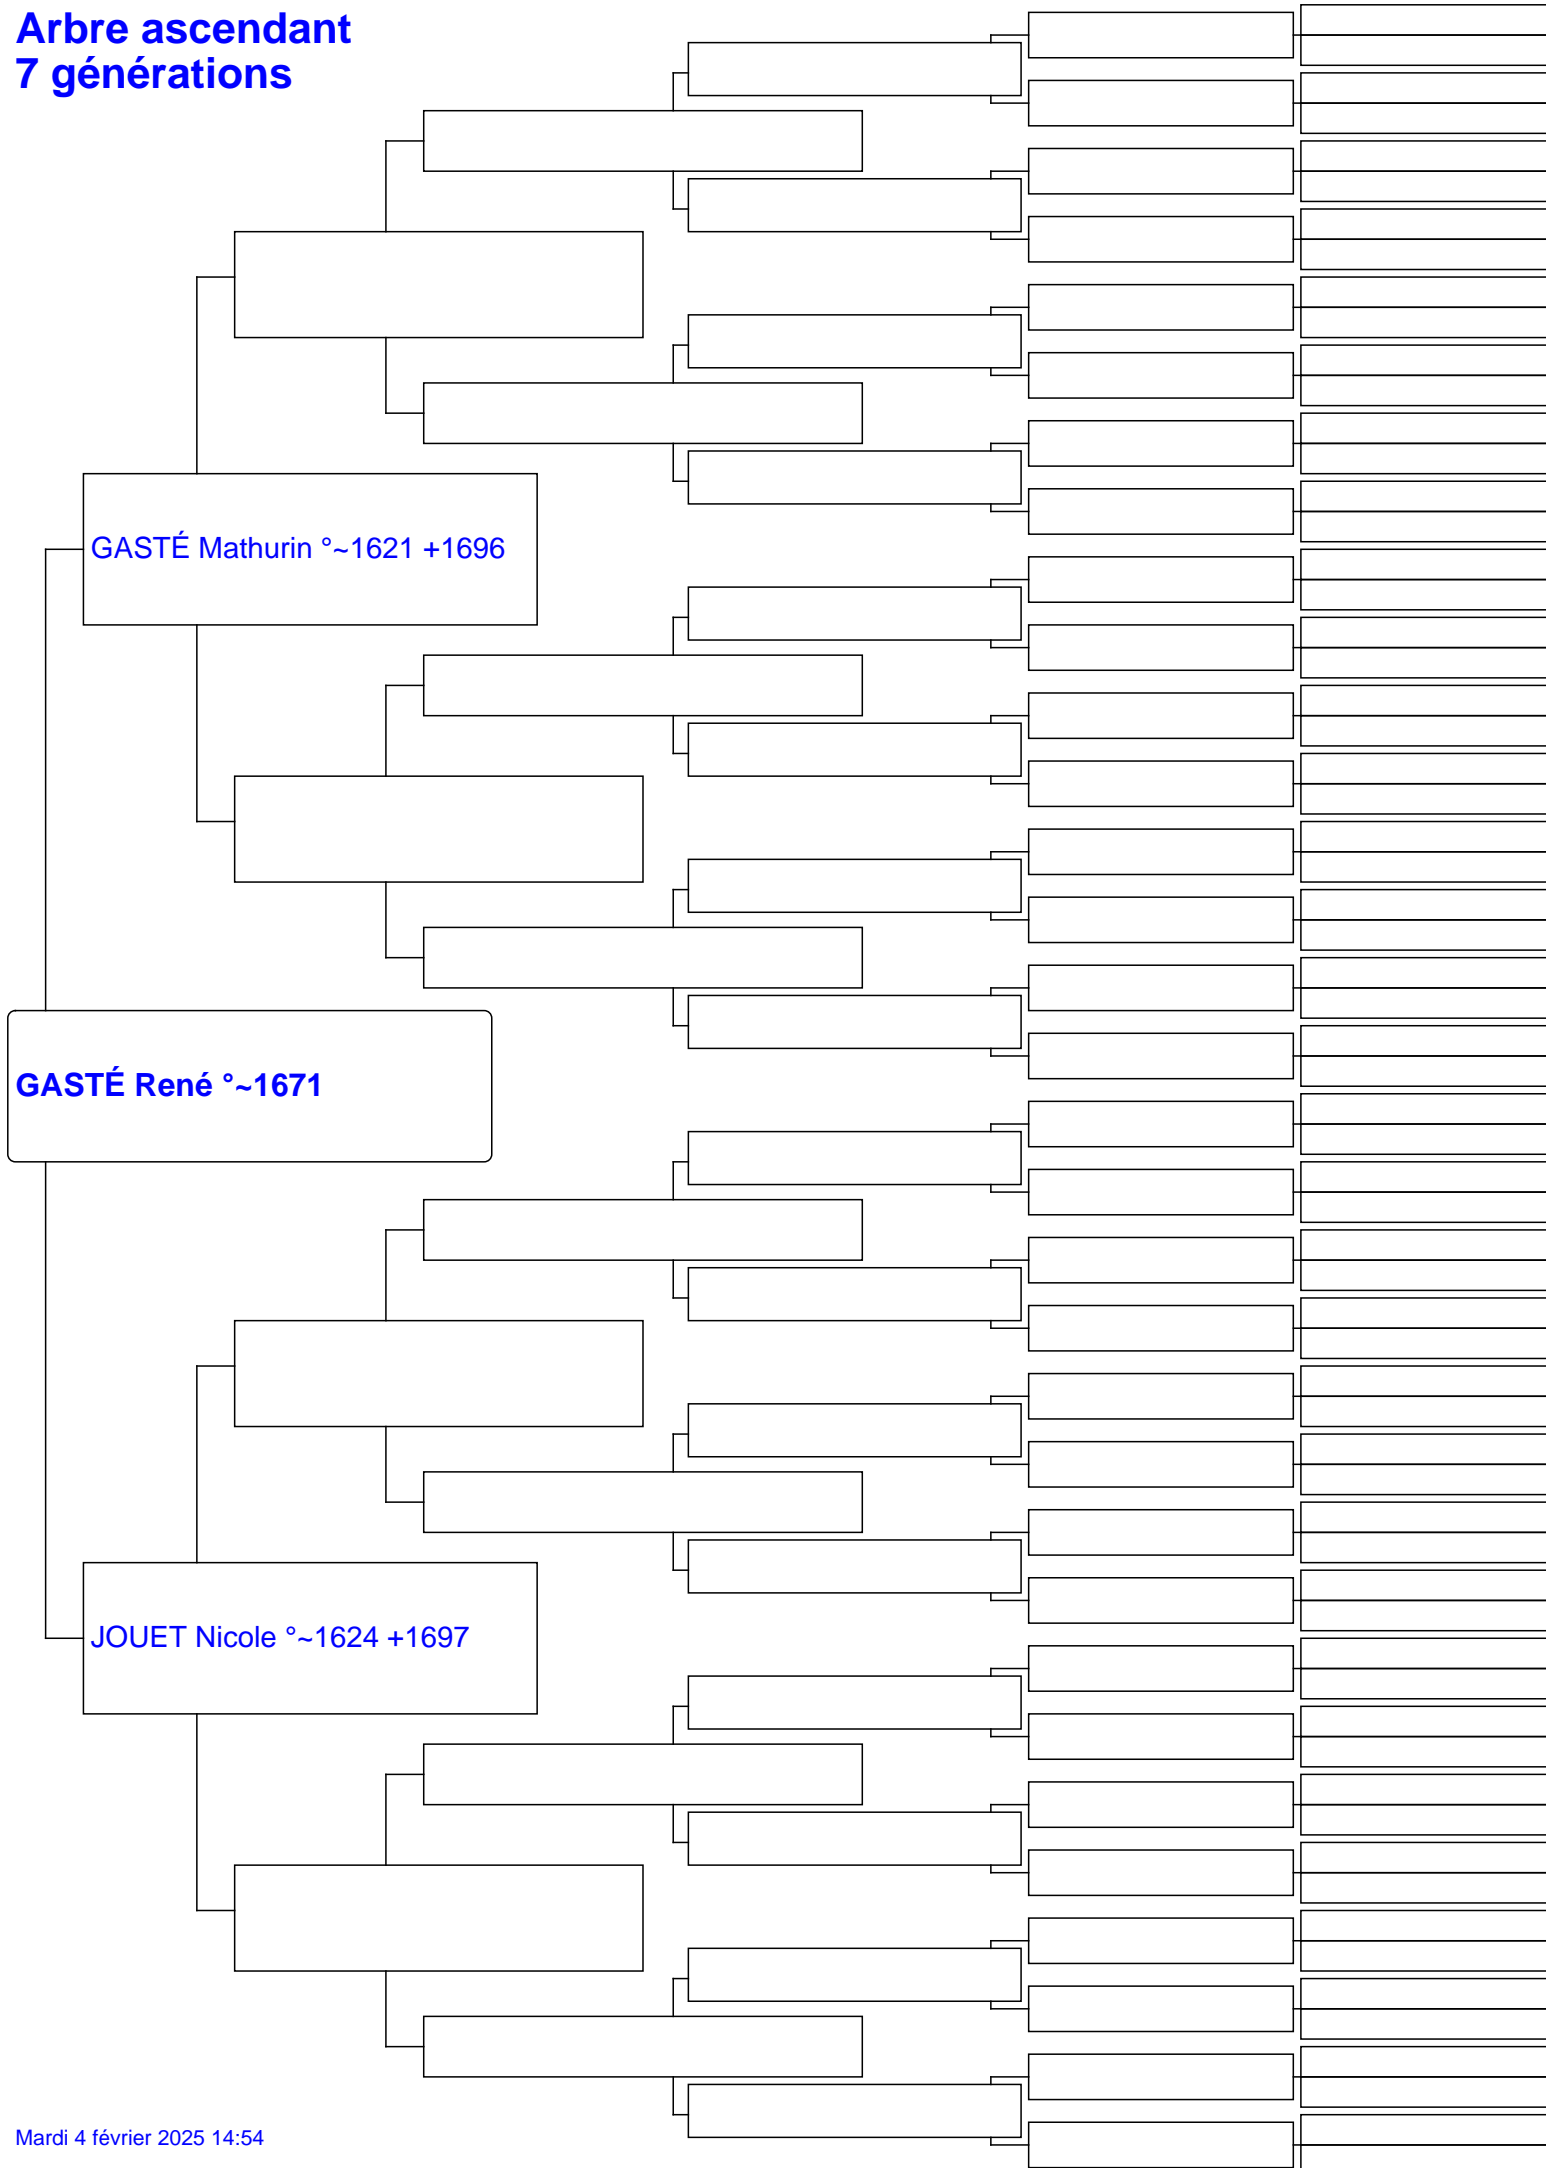 Arbre ascendant
7 générations
GASTÉ Mathurin °~1621 +1696
GASTÉ René °~1671
JOUET Nicole °~1624 +1697
Mardi 4 février 2025 14:54